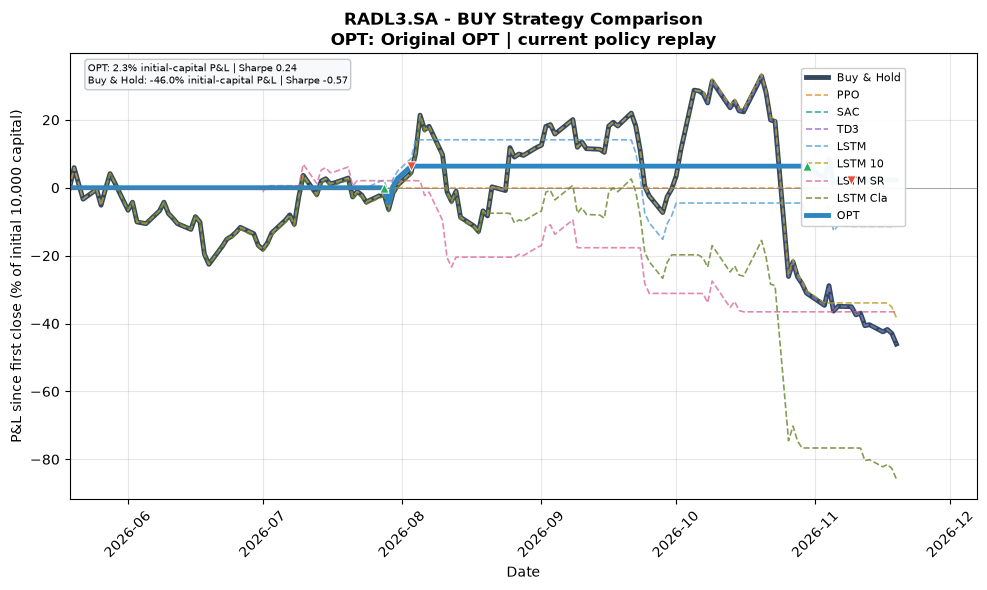 RADL3.SA - BUY Strategy Comparison
OPT: Original OPT | current policy replay
OPT: 2.3% initial-capital P&L | Sharpe 0.24
Buy & Hold: -46.0% initial-capital P&L | Sharpe -0.57
Buy & Hold
PPO
SAC
TD3
LSTM
LSTM 10
LSTM SR
LSTM Cla
OPT
P&L since first close (% of initial 10,000 capital)
20
0
−20
−40
−60
−80
2026-06
2026-07
2026-08
2026-09
2026-10
2026-11
2026-12
Date